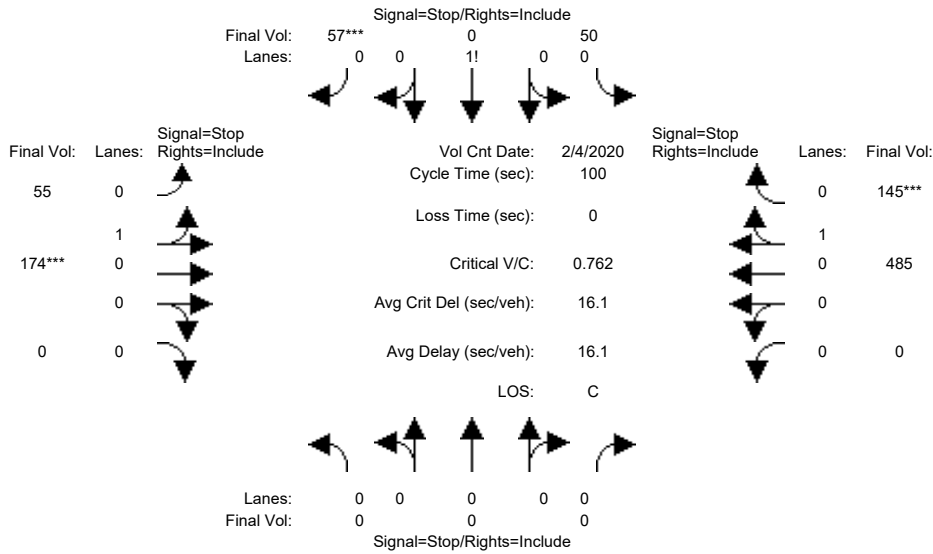 Signal=Stop/Rights=Include
Final Vol: 57*** 0 50
Lanes: 0 0 1! 0 0
Signal=Stop
Final Vol: Lanes: Rights=Include
Vol Cnt Date: 2/4/2020
Signal=Stop
Rights=Include Lanes: Final Vol:
Cycle Time (sec): 100
55 0
0 145***
Loss Time (sec): 0
1
1
174*** 0
Critical V/C: 0.762
0 485
0
Avg Crit Del (sec/veh): 16.1
0
0 0
Avg Delay (sec/veh): 16.1
0 0
LOS: C
Lanes: 0 0 0 0 0
Final Vol: 0 0 0
Signal=Stop/Rights=Include